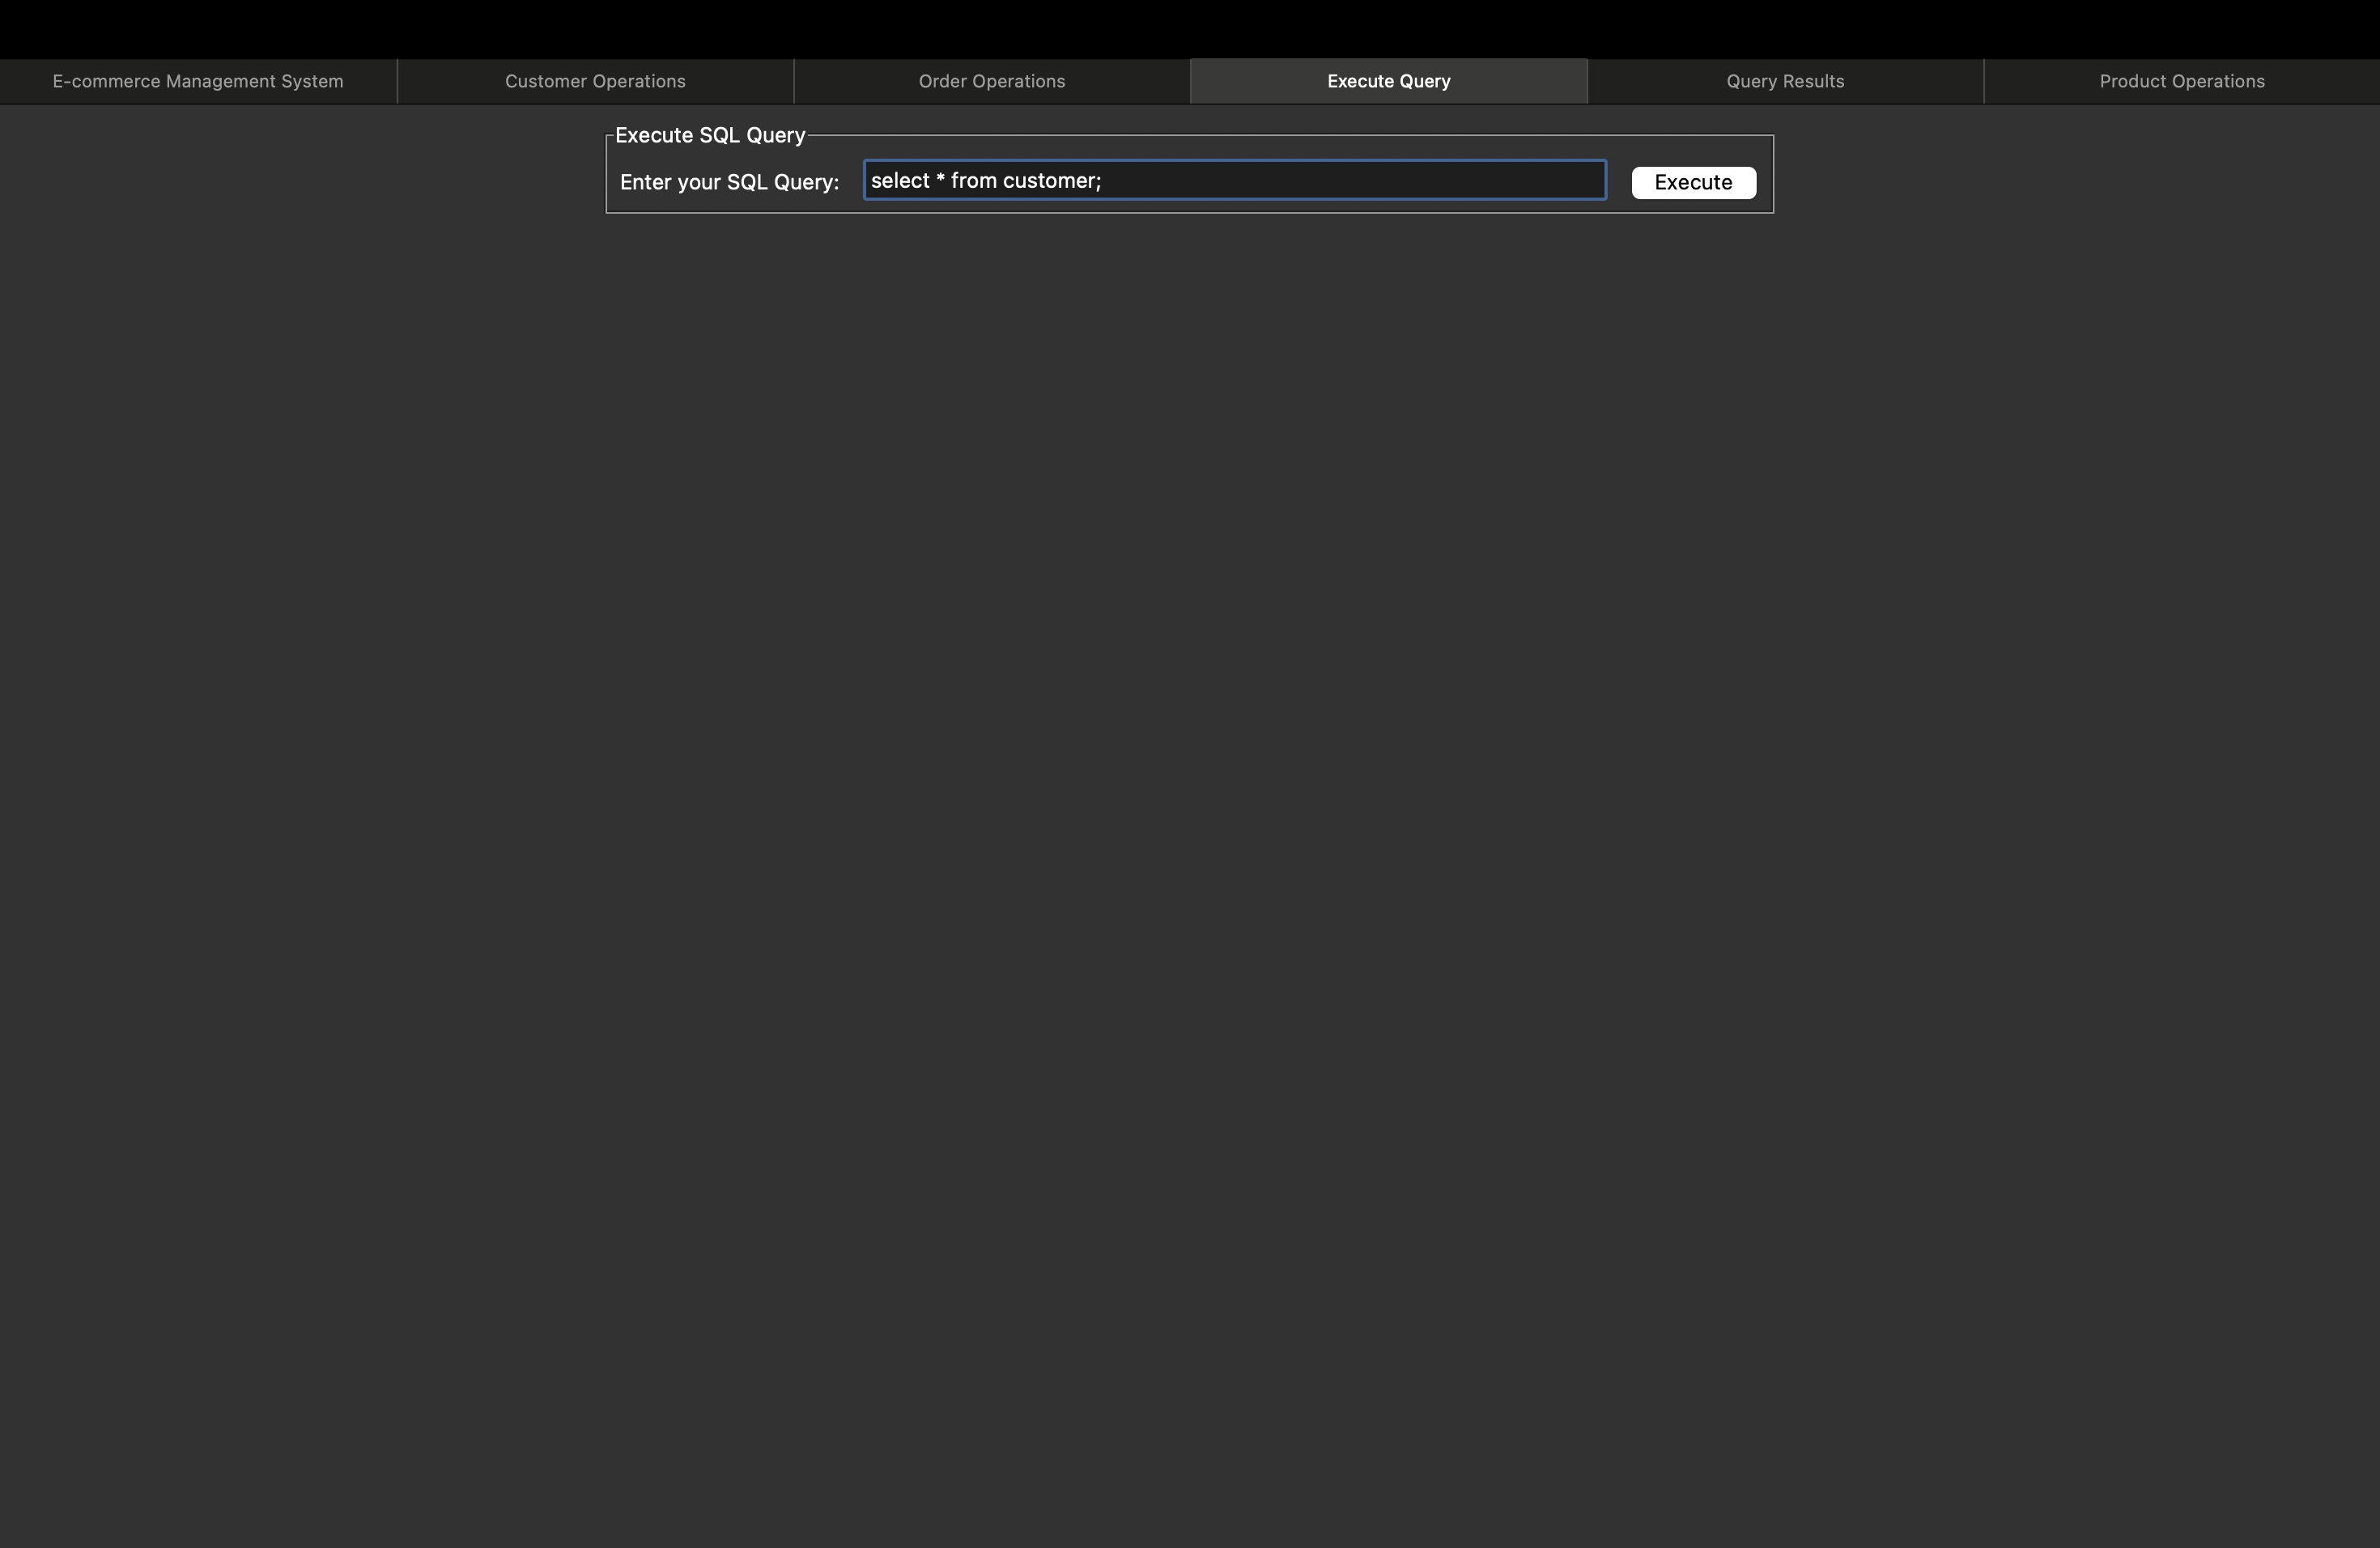 E-commerce Management System
Customer Operations
Order Operations
Execute Query
Query Results
Product Operations
Execute SQL Query
Enter your SQL Query:
select * from customer;
Execute